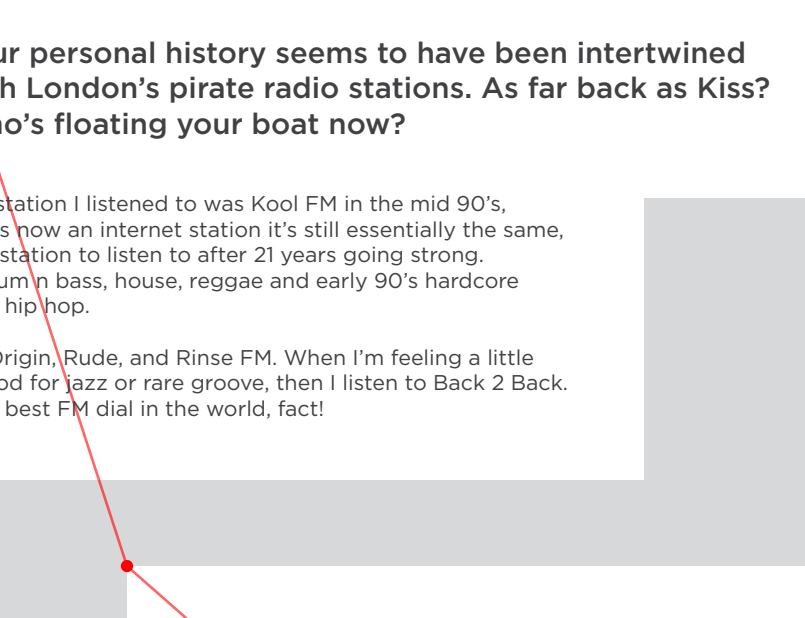 ur personal history seems to have been intertwined
h London’s pirate radio stations. As far back as Kiss?
o’s floating your boat now?
station I listened to was Kool FM in the mid 90’s,
s now an internet station it’s still essentially the same,
station to listen to after 21 years going strong.
um n bass, house, reggae and early 90’s hardcore
hip hop.
Origin, Rude, and Rinse FM. When I’m feeling a little
od for jazz or rare groove, then I listen to Back 2 Back.
best FM dial in the world, fact!